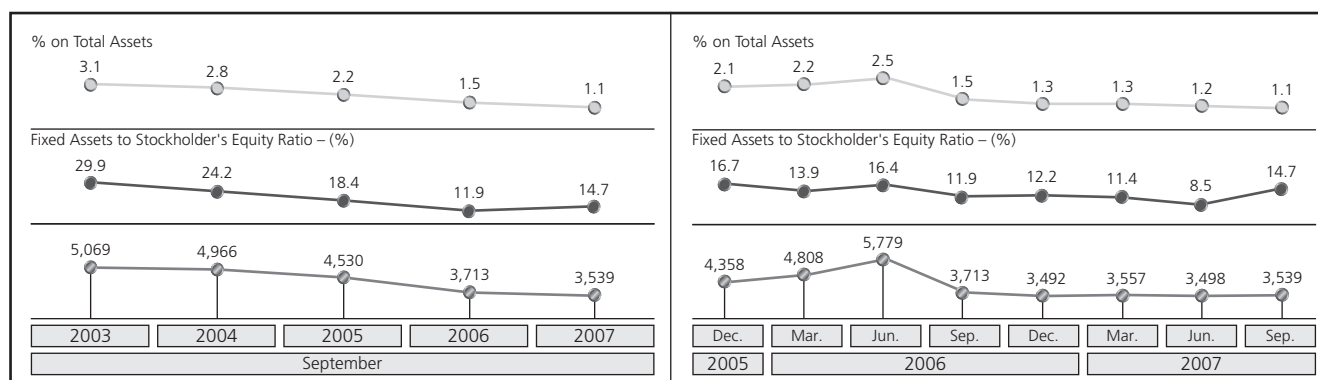 % on Total Assets
3.1 2.8 2.2 1.5 1.1
Fixed Assets to Stockholder's Equity Ratio – (%)
29.9 24.2 18.4 11.9 14.7
5,069 4,966 4,530 3,713 3,539
2003 2004 2005 2006 2007
September
% on Total Assets
2.1 2.2 2.5 1.5 1.3 1.3 1.2 1.1
Fixed Assets to Stockholder's Equity Ratio – (%)
16.7 13.9 16.4 11.9 12.2 11.4 8.5 14.7
4,358 4,808 5,779 3,713 3,492 3,557 3,498 3,539
Dec. Mar. Jun. Sep. Dec. Mar. Jun. Sep.
2005 2006 2007